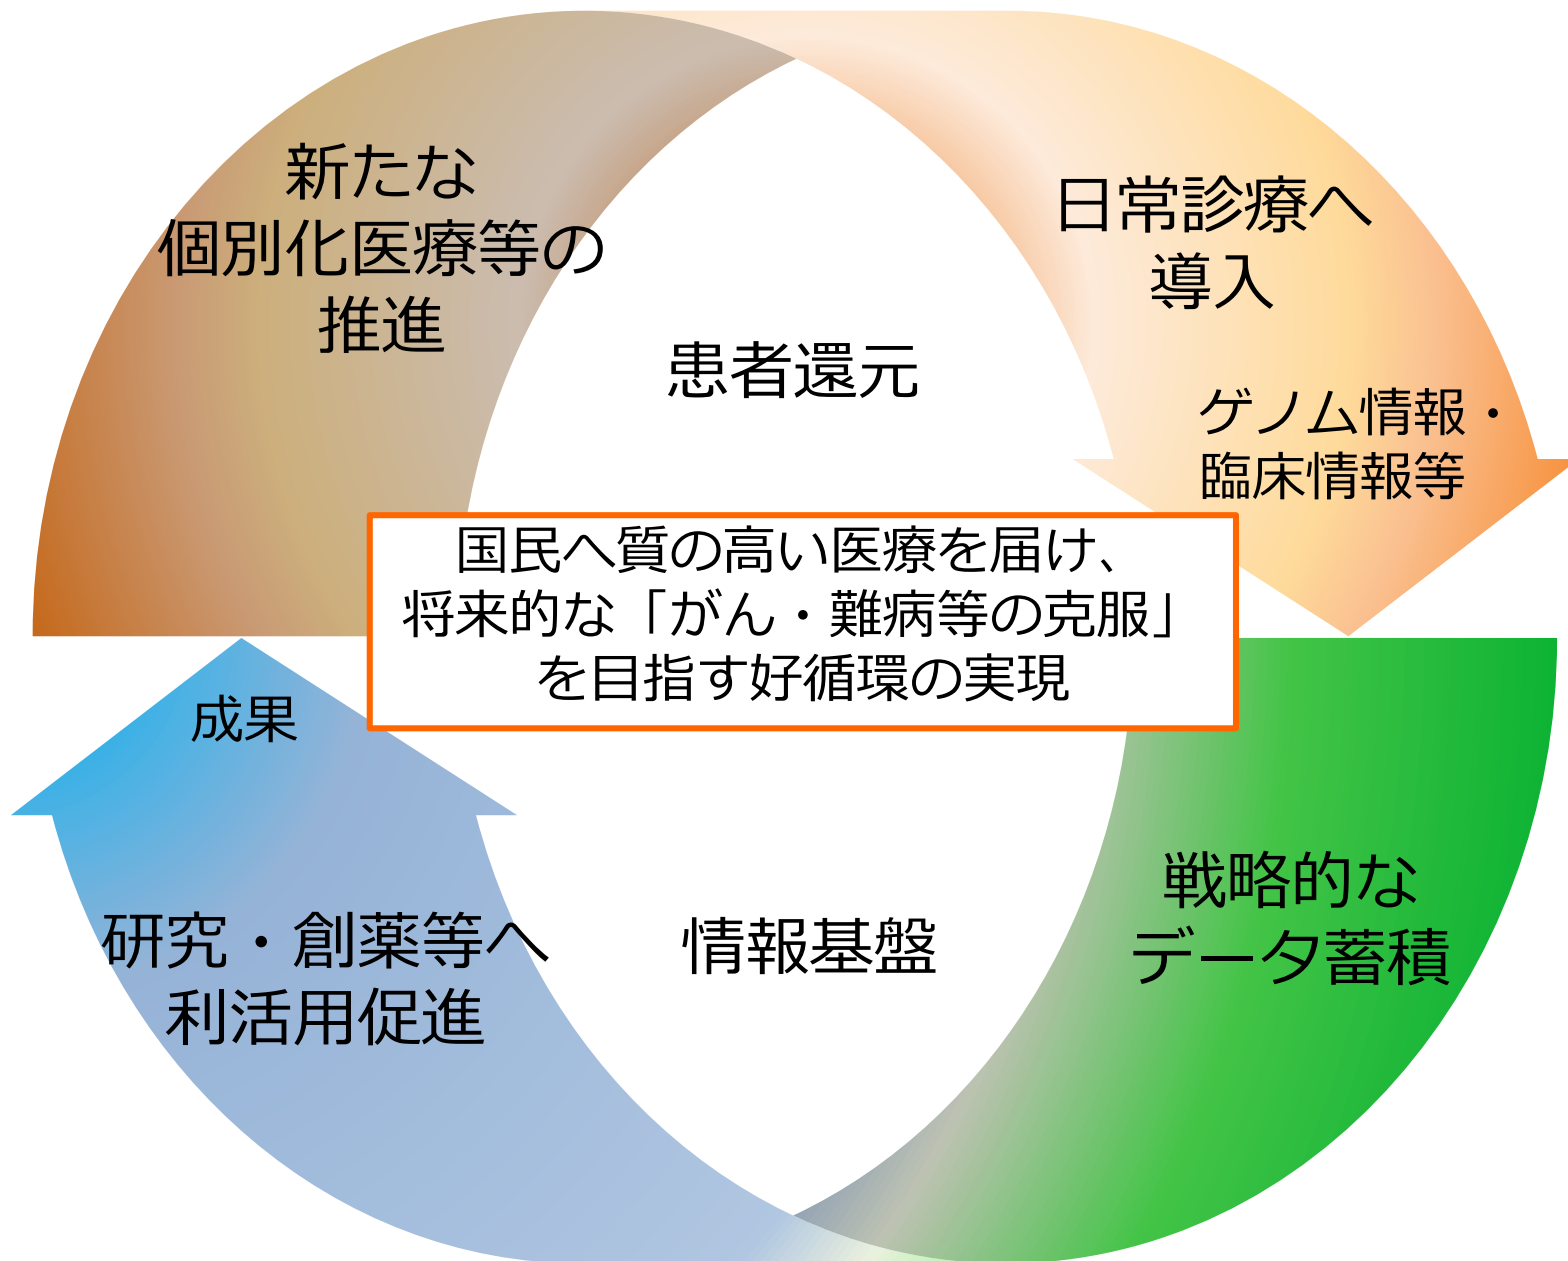 新たな
個別化医療等の
推進
日常診療へ
導入
患者還元
ゲノム情報・
臨床情報等
国民へ質の高い医療を届け、
将来的な「がん・難病等の克服」
を目指す好循環の実現
成果
研究・創薬等へ
利活用促進
情報基盤
戦略的な
データ蓄積